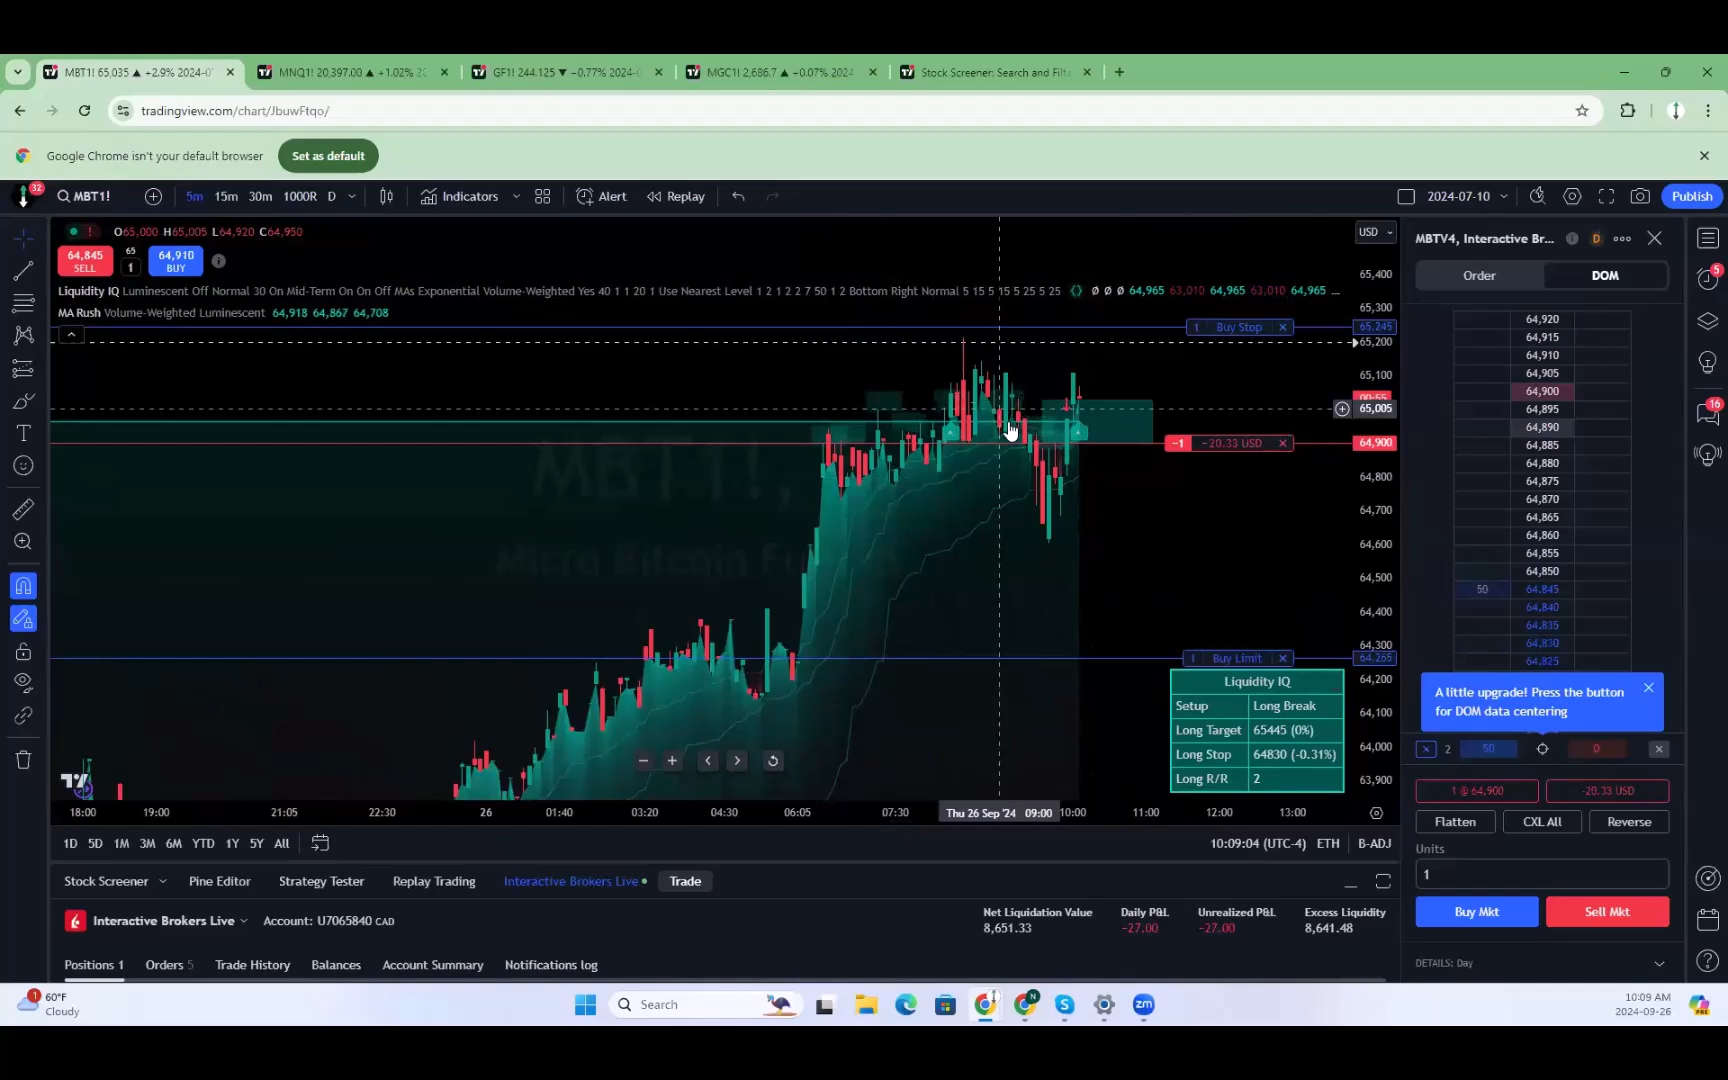 MBT1! 65,035 ▲ +2.9% 2024-0
MNQ1! 20,397.00 ▲ +1.02%
GF1! 244.125 ▼ −0.77% 2024-
MGC1! 2,686.7 ▲ +0.07% 2024
Stock Screener: Search and Filte
tradingview.com/chart/JbuwFtqo/
Google Chrome isn't your default browser
Set as default
32
MBT1!
5m 15m 30m 1000R D
Indicators
Alert
Replay
2024-07-10
Publish
O65,000 H65,005 L64,920 C64,950
USD
64,845
SELL
65
1
64,910
BUY
Liquidity IQ Luminescent Off Normal 30 On Mid-Term On On Off MAs Exponential Volume-Weighted Yes 40 1 1 20 1 Use Nearest Level 1 2 1 2 2 7 50 1 2 Bottom Right Normal 5 15 5 15 5 25 5 25 Ø Ø Ø 64,965 63,010 64,965 63,010 64,965 ...
MA Rush Volume-Weighted Luminescent 64,918 64,867 64,708
1 Buy Stop
65,245
-1 -20.33 USD
64,900
1 Buy Limit
64,265
65,400
65,300
65,200
65,100
65,005
64,800
64,700
64,600
64,500
64,400
64,300
64,200
64,100
64,000
63,900
MBT1!,
Micro Bitcoin Fu
Liquidity IQ
Setup Long Break
Long Target 65445 (0%)
Long Stop 64830 (-0.31%)
Long R/R 2
18:00 19:00 21:05 22:30 26 01:40 03:20 04:30 06:05 07:30 Thu 26 Sep '24 09:00 10:00 11:00 12:00 13:00
1D 5D 1M 3M 6M YTD 1Y 5Y All
10:09:04 (UTC-4) ETH B-ADJ
Stock Screener Pine Editor Strategy Tester Replay Trading Interactive Brokers Live Trade
Interactive Brokers Live Account: U7065840 CAD
Net Liquidation Value
8,651.33
Daily P&L
−27.00
Unrealized P&L
−27.00
Excess Liquidity
8,641.48
Positions 1 Orders 5 Trade History Balances Account Summary Notifications log
MBTV4, Interactive Br...
D
Order DOM
64,920
64,915
64,910
64,905
64,900
64,895
64,890
64,885
64,880
64,875
64,870
64,865
64,860
64,855
64,850
50 64,845
64,840
64,835
64,830
64,825
A little upgrade! Press the button
for DOM data centering
2 50 0
1 @ 64,900 -20.33 USD
Flatten CXL All Reverse
Units
1
Buy Mkt Sell Mkt
DETAILS: Day
5
16
1
60°F
Cloudy
Search
10:09 AM
2024-09-26